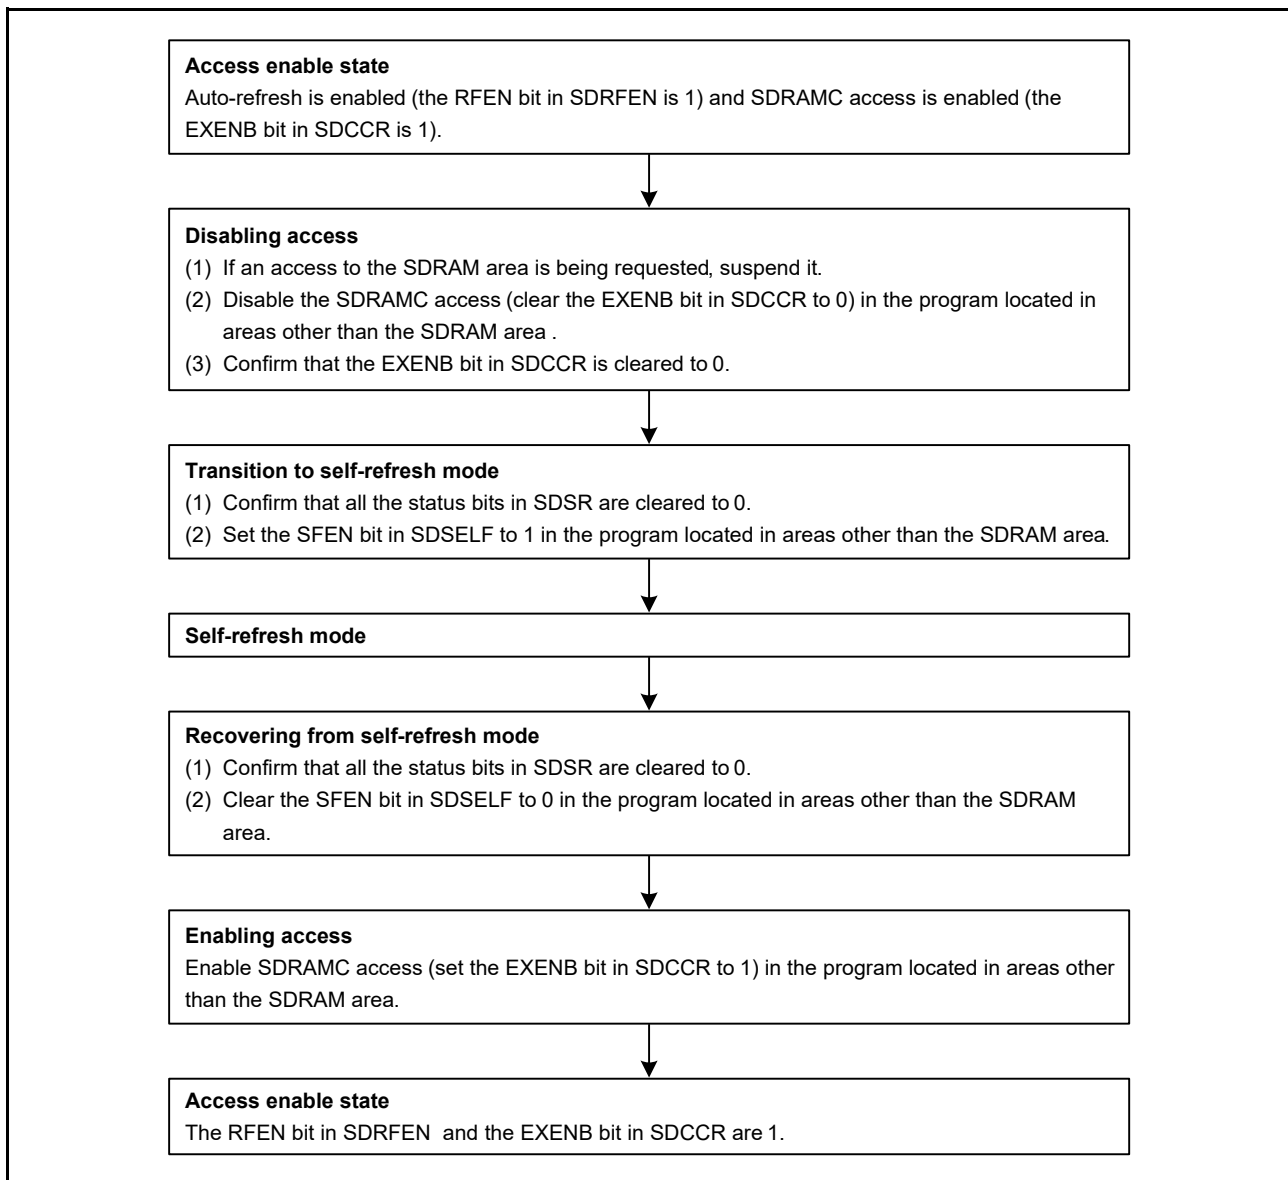 Access enable state
Auto-refresh is enabled (the RFEN bit in SDRFEN is 1) and SDRAMC access is enabled (the
EXENB bit in SDCCR is 1).
Disabling access
(1) If an access to the SDRAM area is being requested, suspend it.
(2) Disable the SDRAMC access (clear the EXENB bit in SDCCR to 0) in the program located in
areas other than the SDRAM area .
(3) Confirm that the EXENB bit in SDCCR is cleared to 0.
Transition to self-refresh mode
(1) Confirm that all the status bits in SDSR are cleared to 0.
(2) Set the SFEN bit in SDSELF to 1 in the program located in areas other than the SDRAM area.
Self-refresh mode
Recovering from self-refresh mode
(1) Confirm that all the status bits in SDSR are cleared to 0.
(2) Clear the SFEN bit in SDSELF to 0 in the program located in areas other than the SDRAM
area.
Enabling access
Enable SDRAMC access (set the EXENB bit in SDCCR to 1) in the program located in areas other
than the SDRAM area.
Access enable state
The RFEN bit in SDRFEN and the EXENB bit in SDCCR are 1.